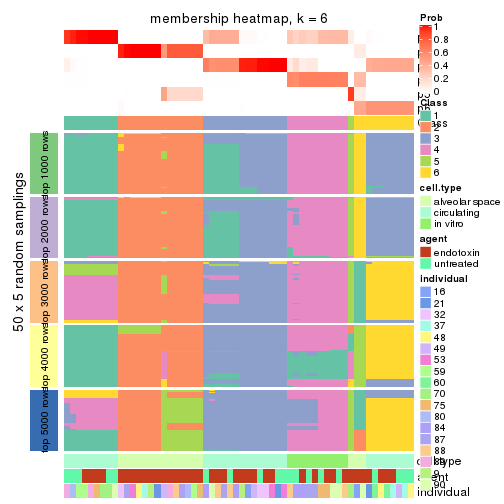 membership heatmap, k = 6
Prob
1
0.8
0.6
0.4
0.2
0
Class
1
2
3
4
5
6
cell.type
alveolar space
circulating
in vitro
agent
endotoxin
untreated
individual
16
21
32
37
48
49
53
59
60
70
75
80
84
87
88
90
50 x 5 random samplings
top 1000 rows
top 2000 rows
top 3000 rows
top 4000 rows
top 5000 rows
individual